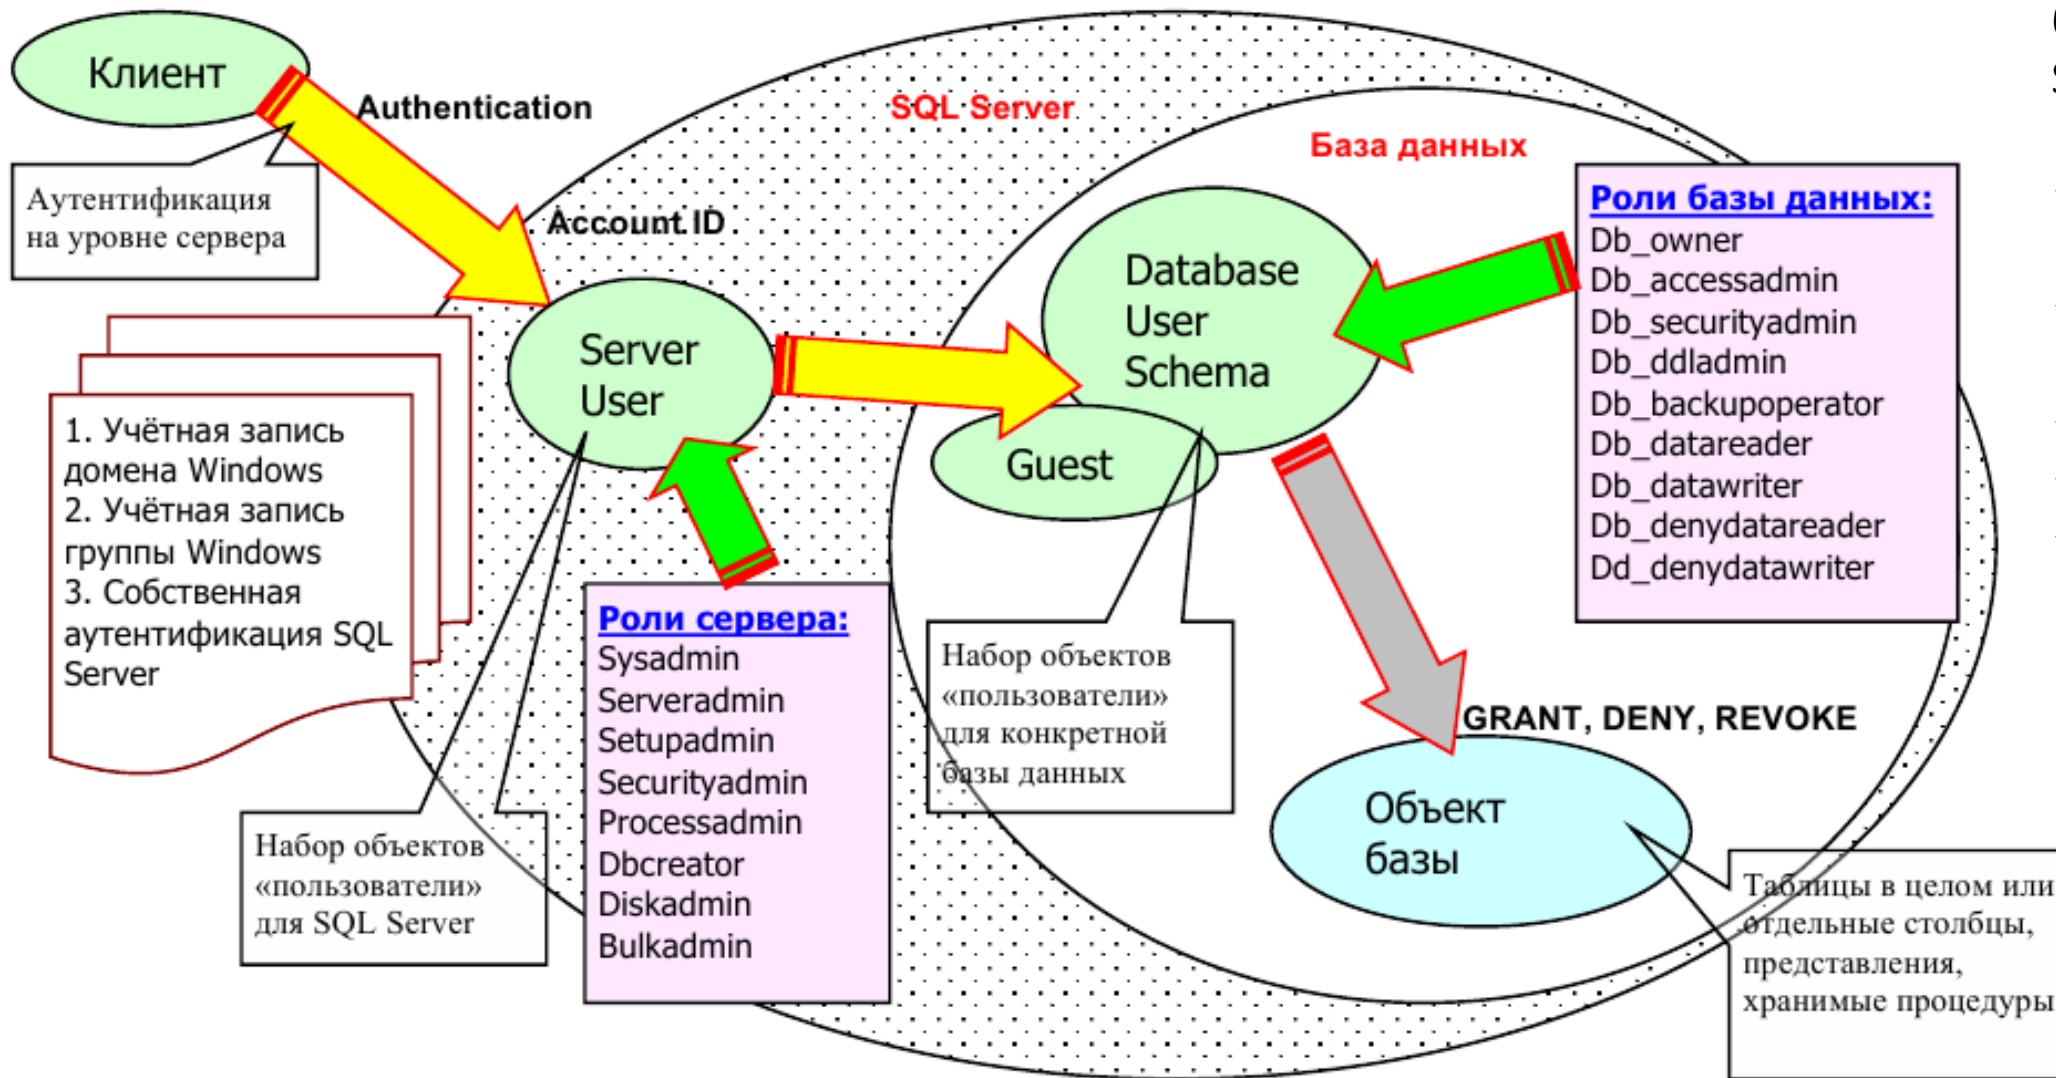 Клиент
Authentication
SQL Server
База данных
Аутентификация
на уровне сервера
Account ID
Server
User
Database
User
Schema
Guest
Роли базы данных:
Db_owner
Db_accessadmin
Db_securityadmin
Db_ddladmin
Db_backupoperator
Db_datareader
Db_datawriter
Db_denydatareader
Dd_denydatawriter
1. Учётная запись
домена Windows
2. Учётная запись
группы Windows
3. Собственная
аутентификация SQL
Server
Роли сервера:
Sysadmin
Serveradmin
Setupadmin
Securityadmin
Processadmin
Dbcreator
Diskadmin
Bulkadmin
Набор объектов
«пользователи»
для конкретной
базы данных
GRANT, DENY, REVOKE
Объект
базы
Набор объектов
«пользователи»
для SQL Server
Таблицы в целом или
отдельные столбцы,
представления,
хранимые процедуры